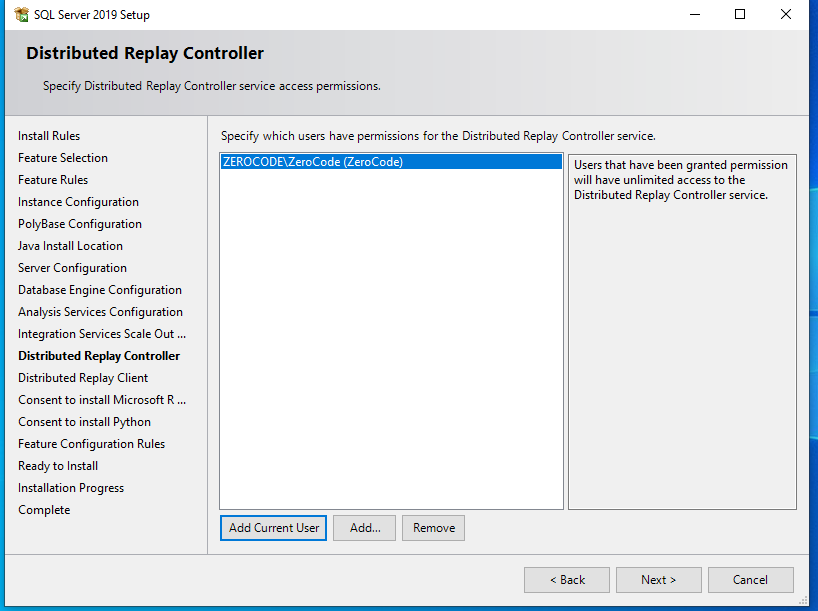 SQL Server 2019 Setup
Distributed Replay Controller
Specify Distributed Replay Controller service access permissions.
Install Rules
Feature Selection
Feature Rules
Instance Configuration
PolyBase Configuration
Java Install Location
Server Configuration
Database Engine Configuration
Analysis Services Configuration
Integration Services Scale Out ...
Distributed Replay Controller
Distributed Replay Client
Consent to install Microsoft R ...
Consent to install Python
Feature Configuration Rules
Ready to Install
Installation Progress
Complete
Specify which users have permissions for the Distributed Replay Controller service.
ZEROCODE\ZeroCode (ZeroCode)
Users that have been granted permission
will have unlimited access to the
Distributed Replay Controller service.
Add Current User
Add...
Remove
< Back
Next >
Cancel